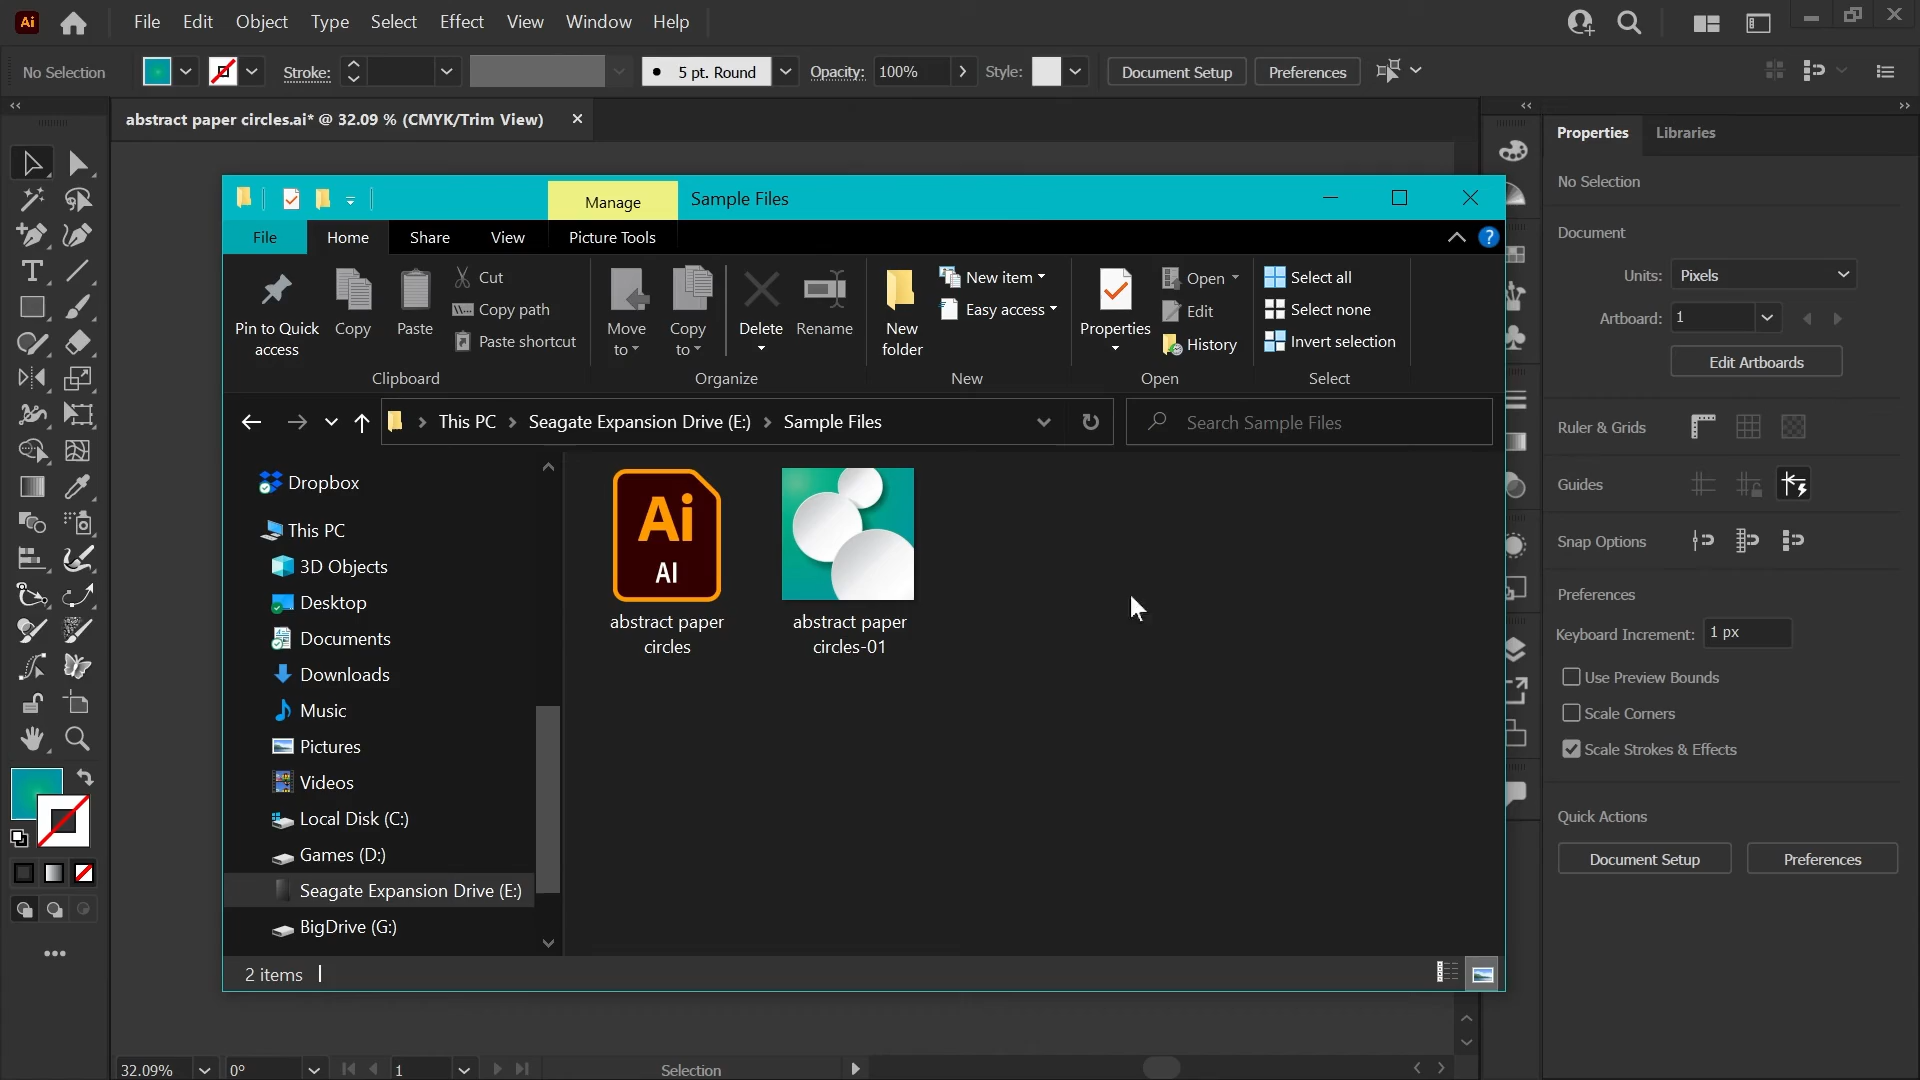 Ai File Edit Object Type Select Effect View Window Help
No Selection Stroke: 5 pt. Round Opacity: 100% Style: Document Setup Preferences
abstract paper circles.ai* @ 32.09 % (CMYK/Trim View)
Manage Sample Files
File Home Share View Picture Tools
Pin to Quick access
Copy
Paste
Cut
Copy path
Paste shortcut
Clipboard
Move to
Copy to
Delete
Rename
Organize
New folder
New item
Easy access
New
Properties
Open
Edit
History
Open
Select all
Select none
Invert selection
Select
This PC Seagate Expansion Drive (E:) Sample Files
Search Sample Files
Dropbox
This PC
3D Objects
Desktop
Documents
Downloads
Music
Pictures
Videos
Local Disk (C:)
Games (D:)
Seagate Expansion Drive (E:)
BigDrive (G:)
Ai
AI
abstract paper
circles
abstract paper
circles-01
2 items
Properties Libraries
No Selection
Document
Units: Pixels
Artboard: 1
Edit Artboards
Ruler & Grids
Guides
Snap Options
Preferences
Keyboard Increment: 1 px
Use Preview Bounds
Scale Corners
Scale Strokes & Effects
Quick Actions
Document Setup Preferences
32.09% 0° 1 Selection